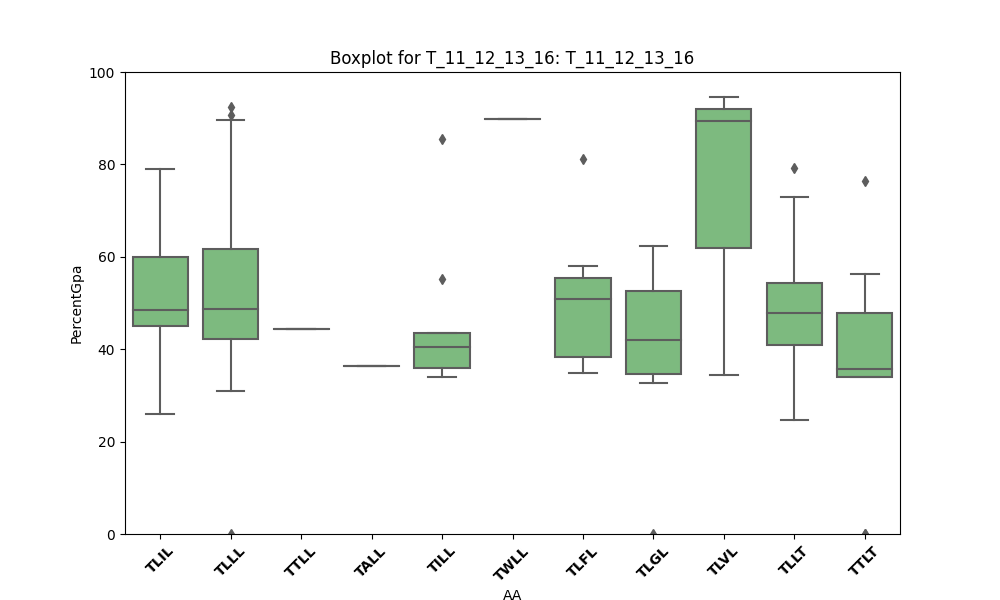 Boxplot for T_11_12_13_16: T_11_12_13_16
100
80
60
40
20
0
PercentGpa
TLIL
TLLL
TTLL
TALL
TILL
TWLL
TLFL
TLGL
TLVL
TLLT
TTLT
AA